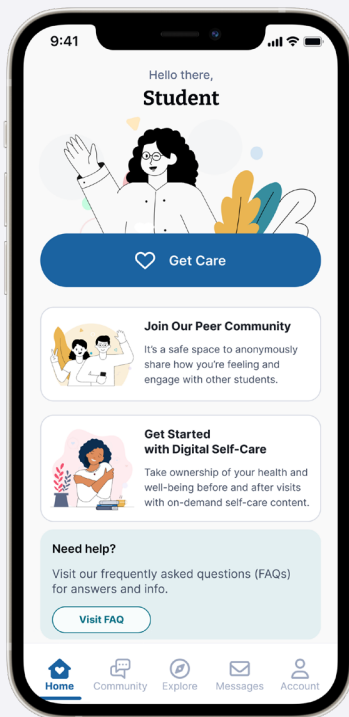 9:41
Hello there,
Student
Get Care
Join Our Peer Community
It's a safe space to anonymously
share how you're feeling and
engage with other students.
Get Started
with Digital Self-Care
Take ownership of your health and
well-being before and after visits
with on-demand self-care content.
Need help?
Visit our frequently asked questions (FAQs)
for answers and info.
Visit FAQ
Home Community Explore Messages Account